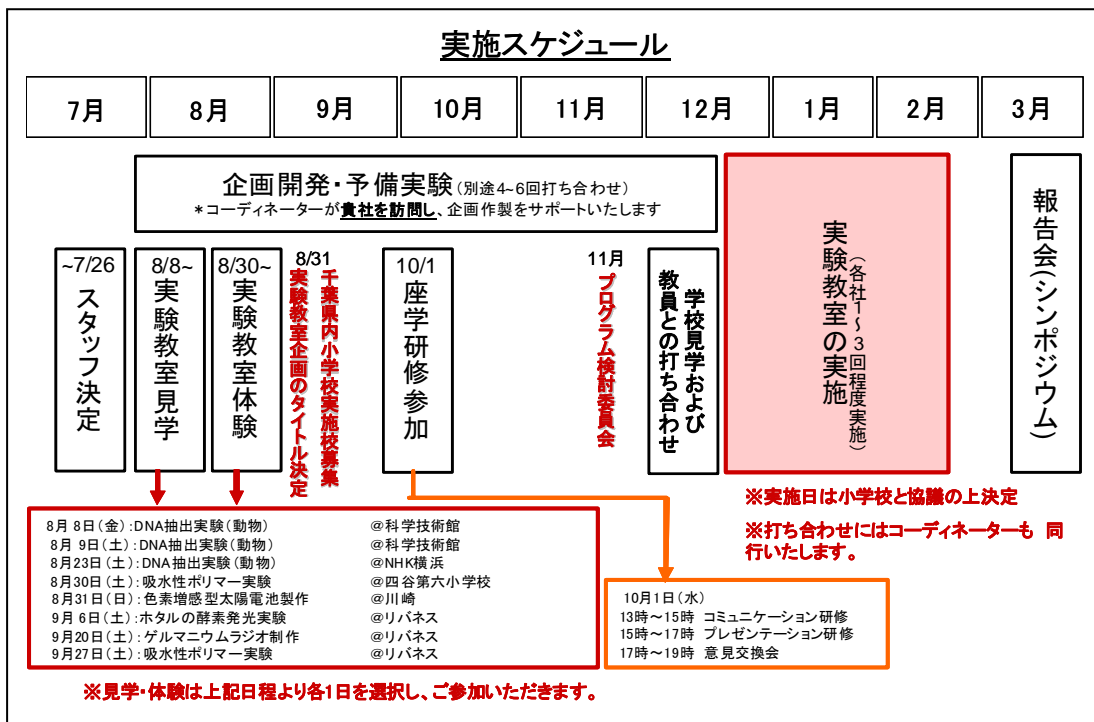 実施スケジュール
7月
8月
9月
10月
11月
12月
1月
2月
3月
企画開発・予備実験(別途4~6回打ち合わせ)
*コーディネーターが貴社を訪問し、企画作製をサポートいたします
~7/26
スタッフ決定
8/8~
実験教室見学
8/30~
実験教室体験
8/31
千葉県内小学校実施校募集
実験教室企画のタイトル決定
10/1
座学研修参加
11月
プログラム検討委員会
学校見学および
教員との打ち合わせ
(各社1~3回程度実施)
実験教室の実施
報告会(シンポジウム)
※実施日は小学校と協議の上決定
※打ち合わせにはコーディネーターも 同
行いたします。
8月 8日(金):DNA抽出実験(動物) @科学技術館
8月 9日(土):DNA抽出実験(動物) @科学技術館
8月23日(土):DNA抽出実験(動物) @NHK横浜
8月30日(土):吸水性ポリマー実験 @四谷第六小学校
8月31日(日):色素増感型太陽電池製作 @川崎
9月 6日(土):ホタルの酵素発光実験 @リバネス
9月20日(土):ゲルマニウムラジオ制作 @リバネス
9月27日(土):吸水性ポリマー実験 @リバネス
10月1日(水)
13時~15時 コミュニケーション研修
15時~17時 プレゼンテーション研修
17時~19時 意見交換会
※見学・体験は上記日程より各1日を選択し、ご参加いただきます。